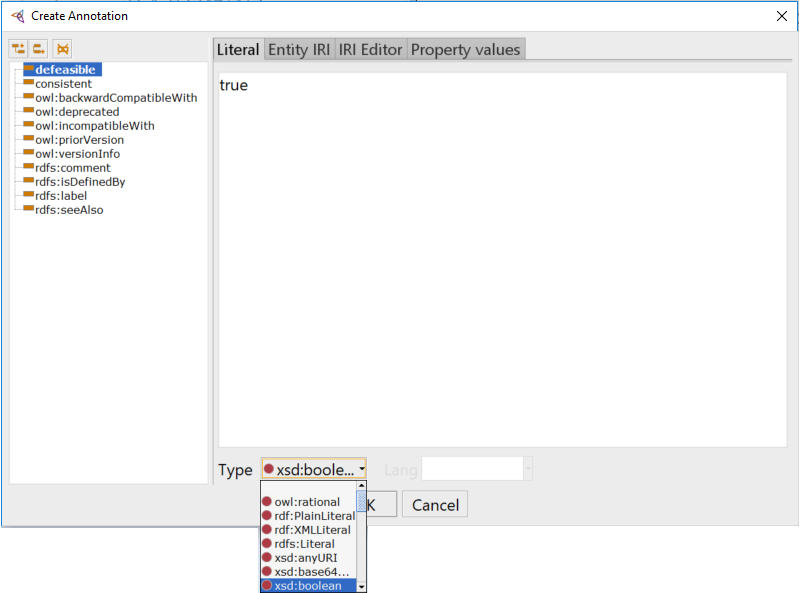 Create Annotation
Literal Entity IRI IRI Editor Property values
defeasible
consistent
owl:backwardCompatibleWith
owl:deprecated
owl:incompatibleWith
owl:priorVersion
owl:versionInfo
rdfs:comment
rdfs:isDefinedBy
rdfs:label
rdfs:seeAlso
true
Type xsd:boole... Lang
K Cancel
owl:rational
rdf:PlainLiteral
rdf:XMLLiteral
rdfs:Literal
xsd:anyURI
xsd:base64...
xsd:boolean